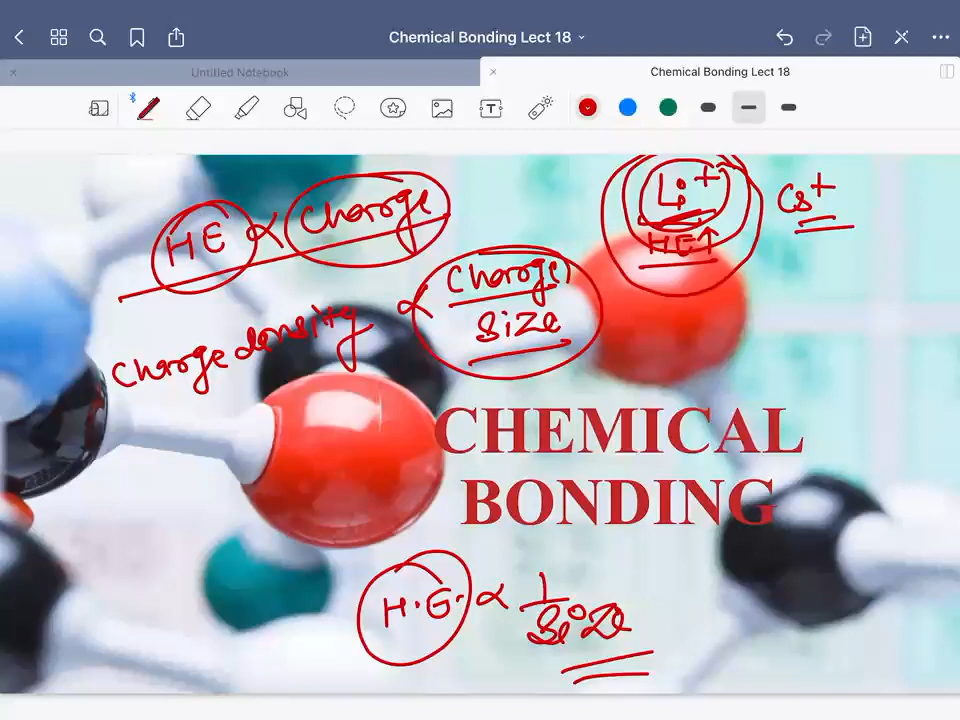 Chemical Bonding Lect 18
Untitled Notebook
Chemical Bonding Lect 18
HE ∝ Charge
Li+
HE↑
Cs+
Charge density ∝ Charge
Size
CHEMICAL
BONDING
H.E. ∝ 1
Size